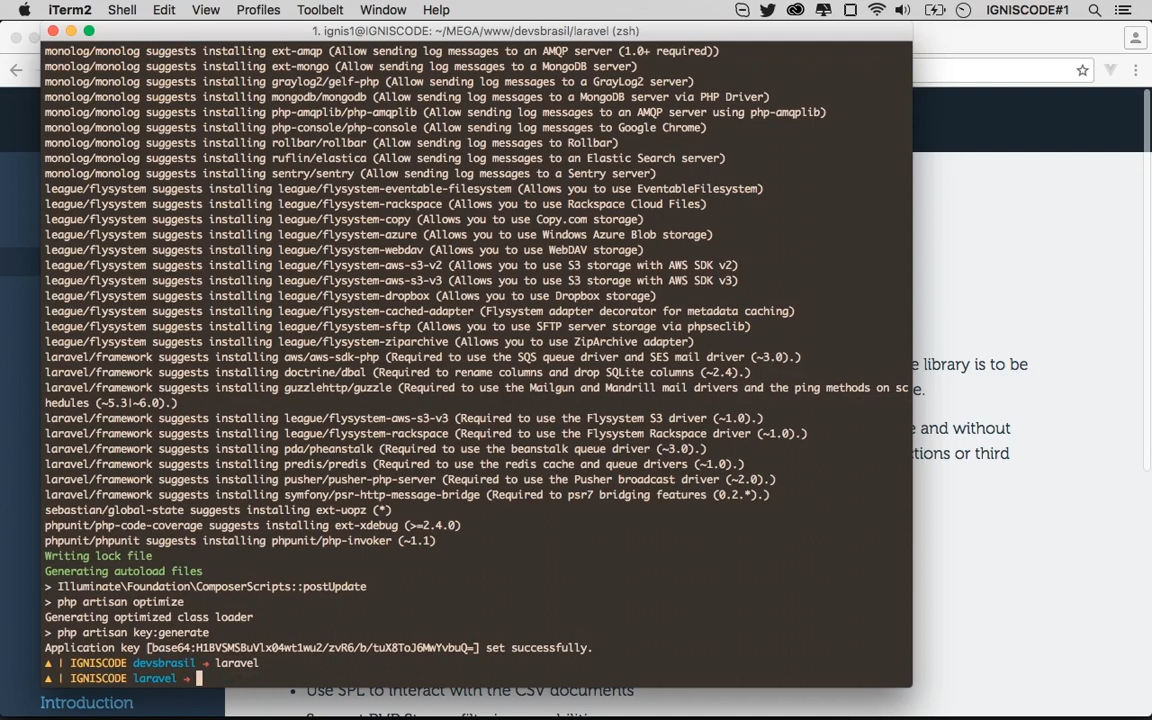 iTerm2 Shell Edit View Profiles Toolbelt Window Help IGNISCODE#1
1. ignis1@IGNISCODE: ~/MEGA/www/devsbrasil/laravel (zsh)
monolog/monolog suggests installing ext-amqp (Allow sending log messages to an AMQP server (1.0+ required))
monolog/monolog suggests installing ext-mongo (Allow sending log messages to a MongoDB server)
monolog/monolog suggests installing graylog2/gelf-php (Allow sending log messages to a GrayLog2 server)
monolog/monolog suggests installing mongodb/mongodb (Allow sending log messages to a MongoDB server via PHP Driver)
monolog/monolog suggests installing php-amqplib/php-amqplib (Allow sending log messages to an AMQP server using php-amqplib)
monolog/monolog suggests installing php-console/php-console (Allow sending log messages to Google Chrome)
monolog/monolog suggests installing rollbar/rollbar (Allow sending log messages to Rollbar)
monolog/monolog suggests installing ruflin/elastica (Allow sending log messages to an Elastic Search server)
monolog/monolog suggests installing sentry/sentry (Allow sending log messages to a Sentry server)
league/flysystem suggests installing league/flysystem-eventable-filesystem (Allows you to use EventableFilesystem)
league/flysystem suggests installing league/flysystem-rackspace (Allows you to use Rackspace Cloud Files)
league/flysystem suggests installing league/flysystem-copy (Allows you to use Copy.com storage)
league/flysystem suggests installing league/flysystem-azure (Allows you to use Windows Azure Blob storage)
league/flysystem suggests installing league/flysystem-webdav (Allows you to use WebDAV storage)
league/flysystem suggests installing league/flysystem-aws-s3-v2 (Allows you to use S3 storage with AWS SDK v2)
league/flysystem suggests installing league/flysystem-aws-s3-v3 (Allows you to use S3 storage with AWS SDK v3)
league/flysystem suggests installing league/flysystem-dropbox (Allows you to use Dropbox storage)
league/flysystem suggests installing league/flysystem-cached-adapter (Flysystem adapter decorator for metadata caching)
league/flysystem suggests installing league/flysystem-sftp (Allows you to use SFTP server storage via phpseclib)
league/flysystem suggests installing league/flysystem-ziparchive (Allows you to use ZipArchive adapter)
laravel/framework suggests installing aws/aws-sdk-php (Required to use the SQS queue driver and SES mail driver (~3.0).)
laravel/framework suggests installing doctrine/dbal (Required to rename columns and drop SQLite columns (~2.4).)
laravel/framework suggests installing guzzlehttp/guzzle (Required to use the Mailgun and Mandrill mail drivers and the ping methods on sc
hedules (~5.3|~6.0).)
laravel/framework suggests installing league/flysystem-aws-s3-v3 (Required to use the Flysystem S3 driver (~1.0).)
laravel/framework suggests installing league/flysystem-rackspace (Required to use the Flysystem Rackspace driver (~1.0).)
laravel/framework suggests installing pda/pheanstalk (Required to use the beanstalk queue driver (~3.0).)
laravel/framework suggests installing predis/predis (Required to use the redis cache and queue drivers (~1.0).)
laravel/framework suggests installing pusher/pusher-php-server (Required to use the Pusher broadcast driver (~2.0).)
laravel/framework suggests installing symfony/psr-http-message-bridge (Required to psr7 bridging features (0.2.*).)
sebastian/global-state suggests installing ext-uopz (*)
phpunit/php-code-coverage suggests installing ext-xdebug (>=2.4.0)
phpunit/phpunit suggests installing phpunit/php-invoker (~1.1)
Writing lock file
Generating autoload files
> Illuminate\Foundation\ComposerScripts::postUpdate
> php artisan optimize
Generating optimized class loader
> php artisan key:generate
Application key [base64:H1BVSMSBuVlx04wt1wu2/zvR6/b/tuX8ToJ6MwYvbuQ=] set successfully.
▲ | IGNISCODE devsbrasil → laravel
▲ | IGNISCODE laravel →
e library is to be
e.
e and without
ctions or third
Introduction
• Use SPL to interact with the CSV documents